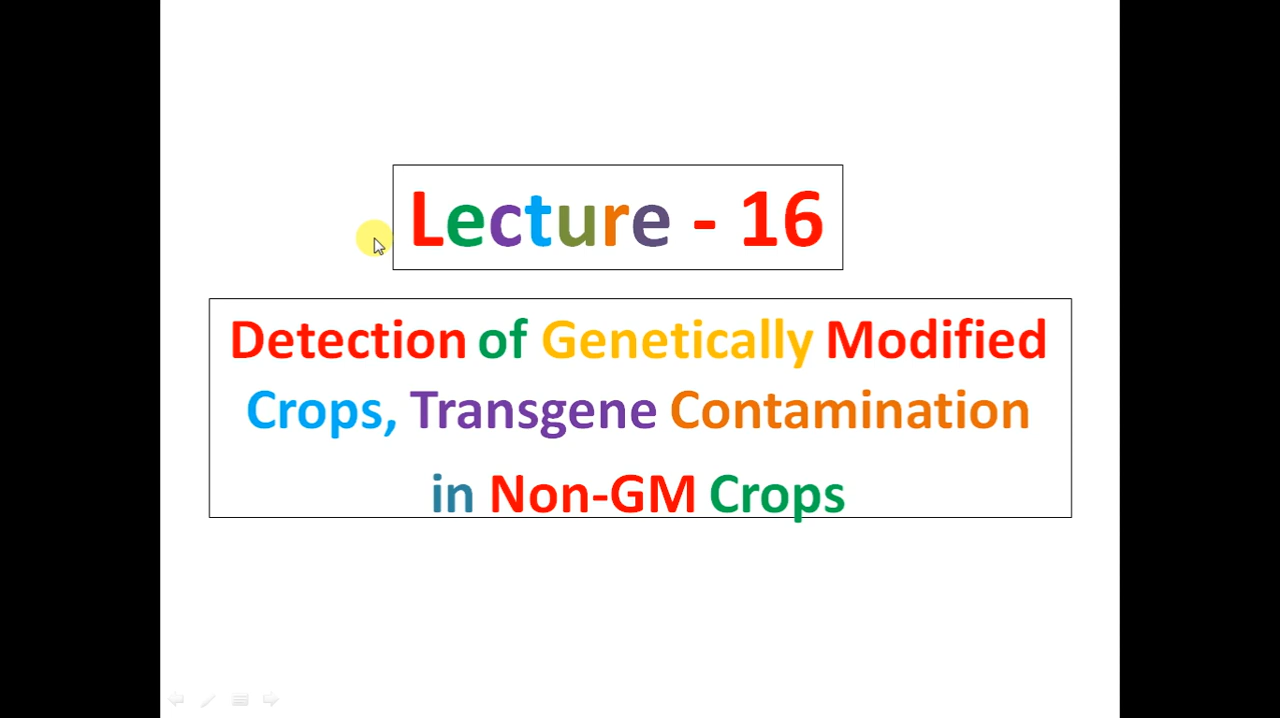 Lecture - 16
Detection of Genetically Modified
Crops, Transgene Contamination
in Non-GM Crops